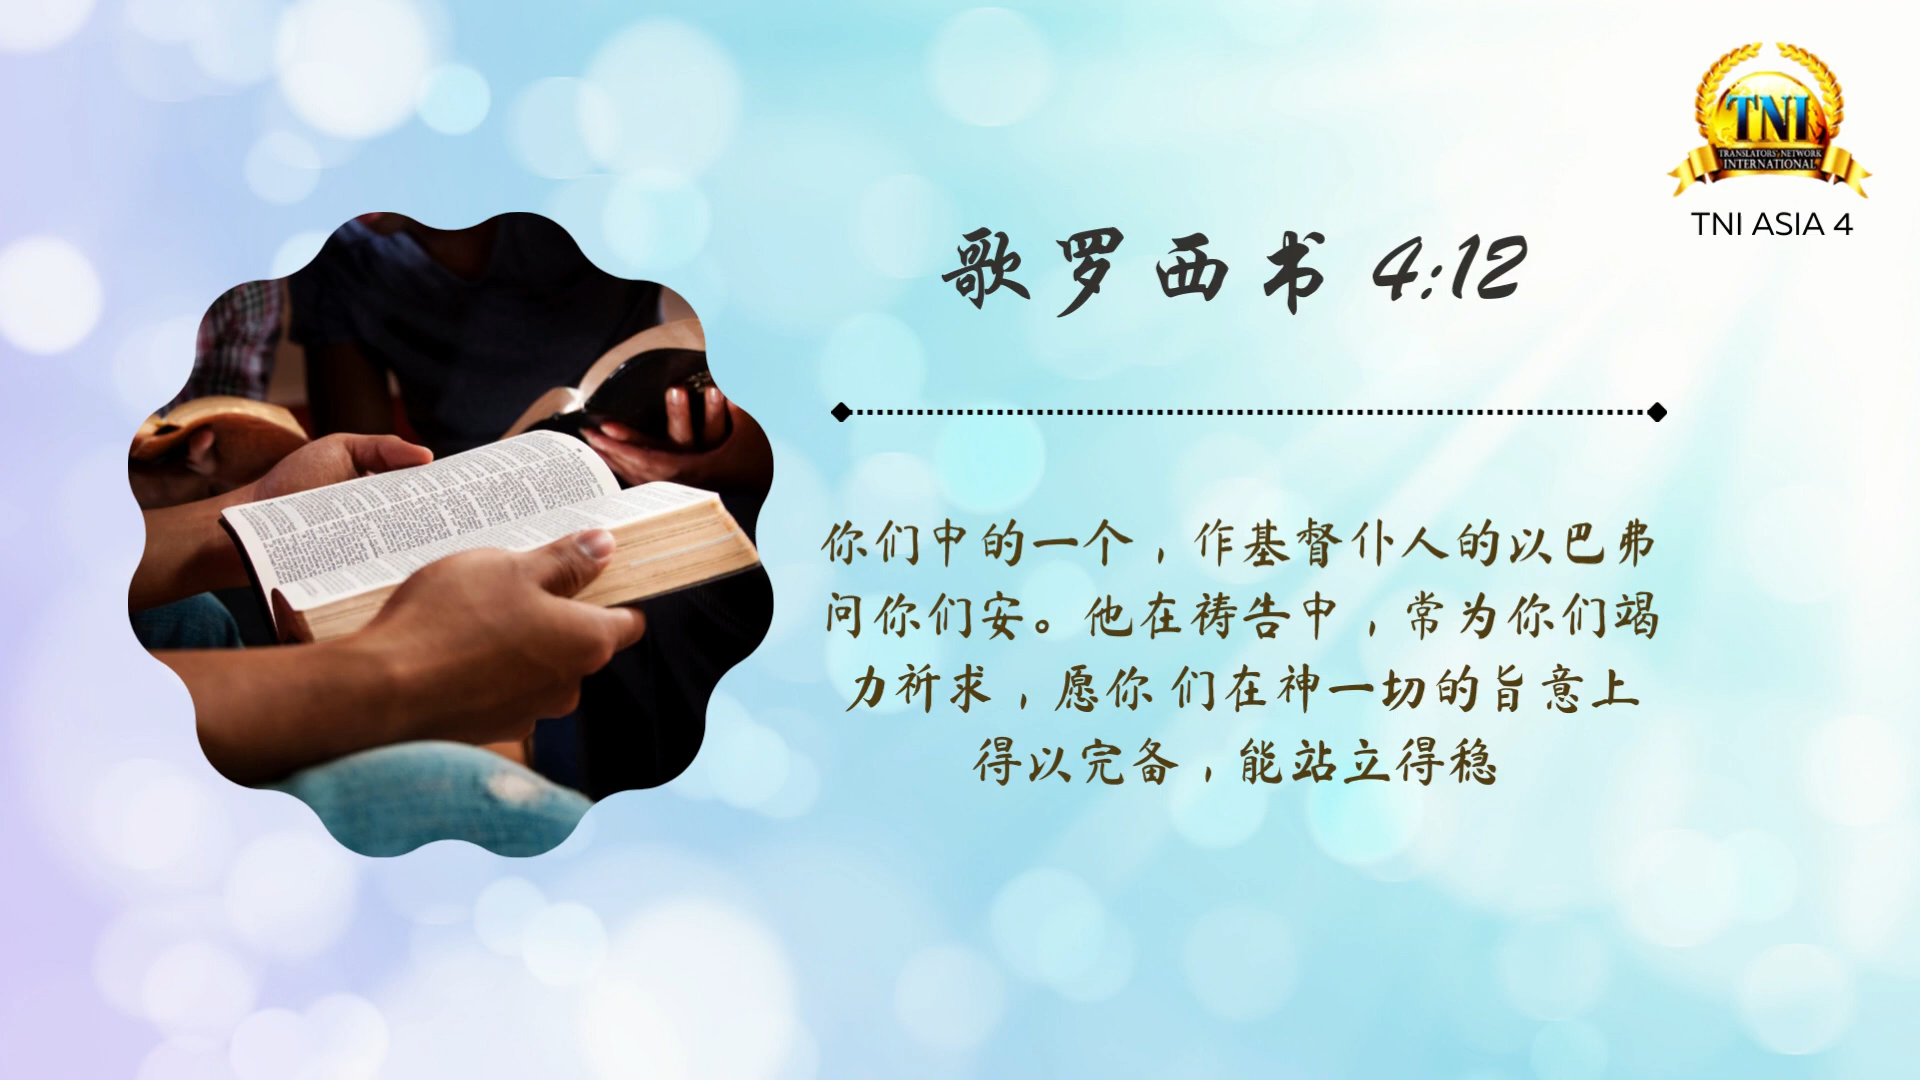 TNI
TRANSLATORS' NETWORK
INTERNATIONAL
TNI ASIA 4
歌罗西书 4:12
你们中的一个，作基督仆人的以巴弗
问你们安。他在祷告中，常为你们竭
力祈求，愿你 们在神一切的旨意上
得以完备，能站立得稳